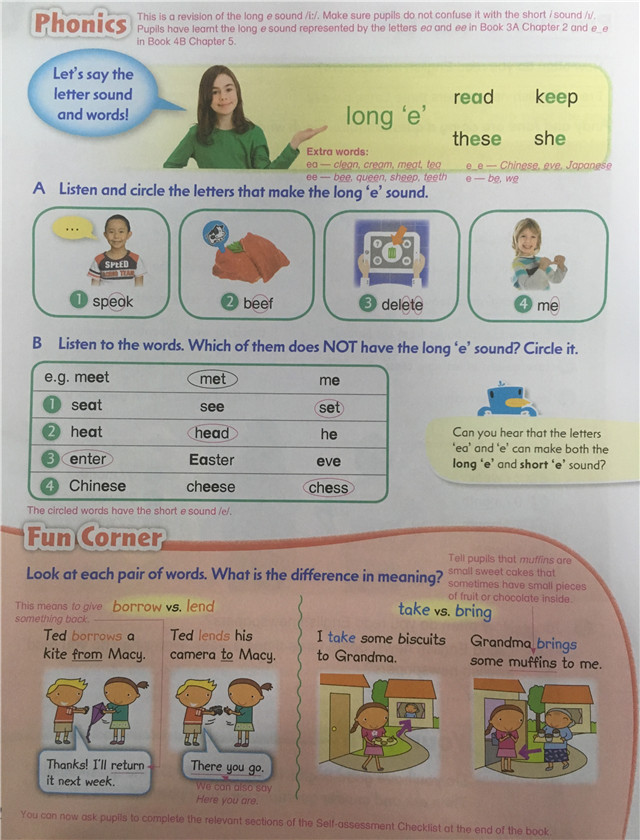 Phonics
This is a revision of the long e sound /iː/. Make sure pupils do not confuse it with the short i sound /ɪ/.
Pupils have learnt the long e sound represented by the letters ea and ee in Book 3A Chapter 2 and e_e
in Book 4B Chapter 5.
Let's say the
letter sound
and words!
long 'e'
read keep
these she
Extra words:
ea — clean, cream, meat, tea
ee — bee, queen, sheep, teeth
e_e — Chinese, eve, Japanese
e — be, we
A Listen and circle the letters that make the long 'e' sound.
...
SPEED
TEAM
1 speak
2 beef
3 delete
4 me
B Listen to the words. Which of them does NOT have the long 'e' sound? Circle it.
e.g. meet met me
1 seat see set
2 heat head he
3 enter Easter eve
4 Chinese cheese chess
Can you hear that the letters
'ea' and 'e' can make both the
long 'e' and short 'e' sound?
The circled words have the short e sound /e/.
Fun Corner
Look at each pair of words. What is the difference in meaning?
Tell pupils that muffins are
small sweet cakes that
sometimes have small pieces
of fruit or chocolate inside.
This means to give
something back.
borrow vs. lend
Ted borrows a
kite from Macy.
Ted lends his
camera to Macy.
Thanks! I'll return
it next week.
There you go.
We can also say
Here you are.
take vs. bring
I take some biscuits
to Grandma.
Grandma brings
some muffins to me.
You can now ask pupils to complete the relevant sections of the Self-assessment Checklist at the end of the book.